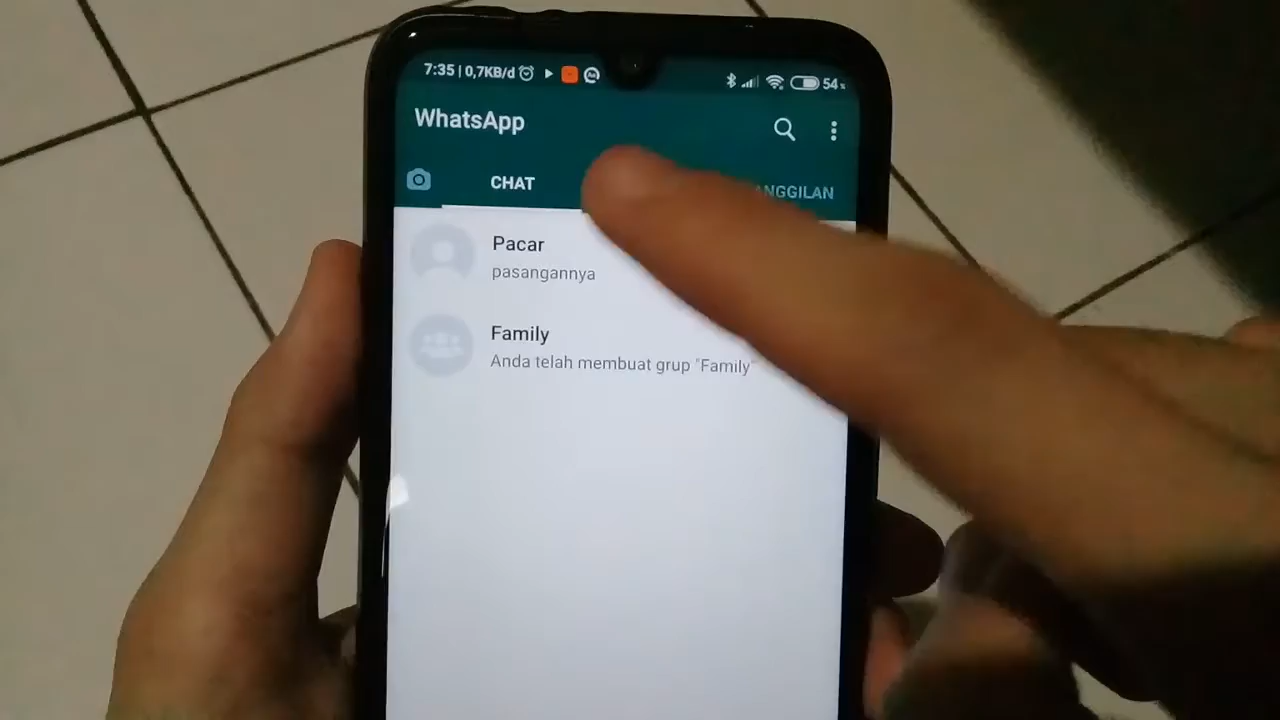 7:35 | 0,7KB/d 54
WhatsApp
CHAT ANGGILAN
Pacar
pasangannya
Family
Anda telah membuat grup "Family"